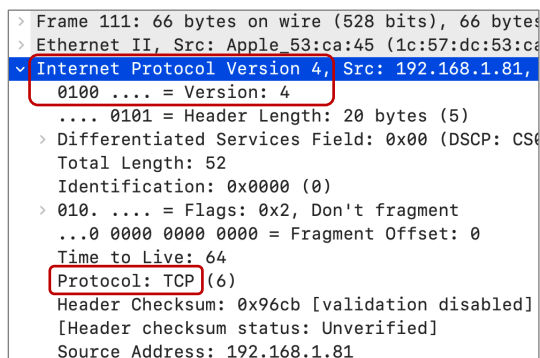 Frame 111: 66 bytes on wire (528 bits), 66 bytes
Ethernet II, Src: Apple_53:ca:45 (1c:57:dc:53:ca
Internet Protocol Version 4, Src: 192.168.1.81,
0100 .... = Version: 4
.... 0101 = Header Length: 20 bytes (5)
Differentiated Services Field: 0x00 (DSCP: CS0
Total Length: 52
Identification: 0x0000 (0)
010. .... = Flags: 0x2, Don't fragment
...0 0000 0000 0000 = Fragment Offset: 0
Time to Live: 64
Protocol: TCP (6)
Header Checksum: 0x96cb [validation disabled]
[Header checksum status: Unverified]
Source Address: 192.168.1.81